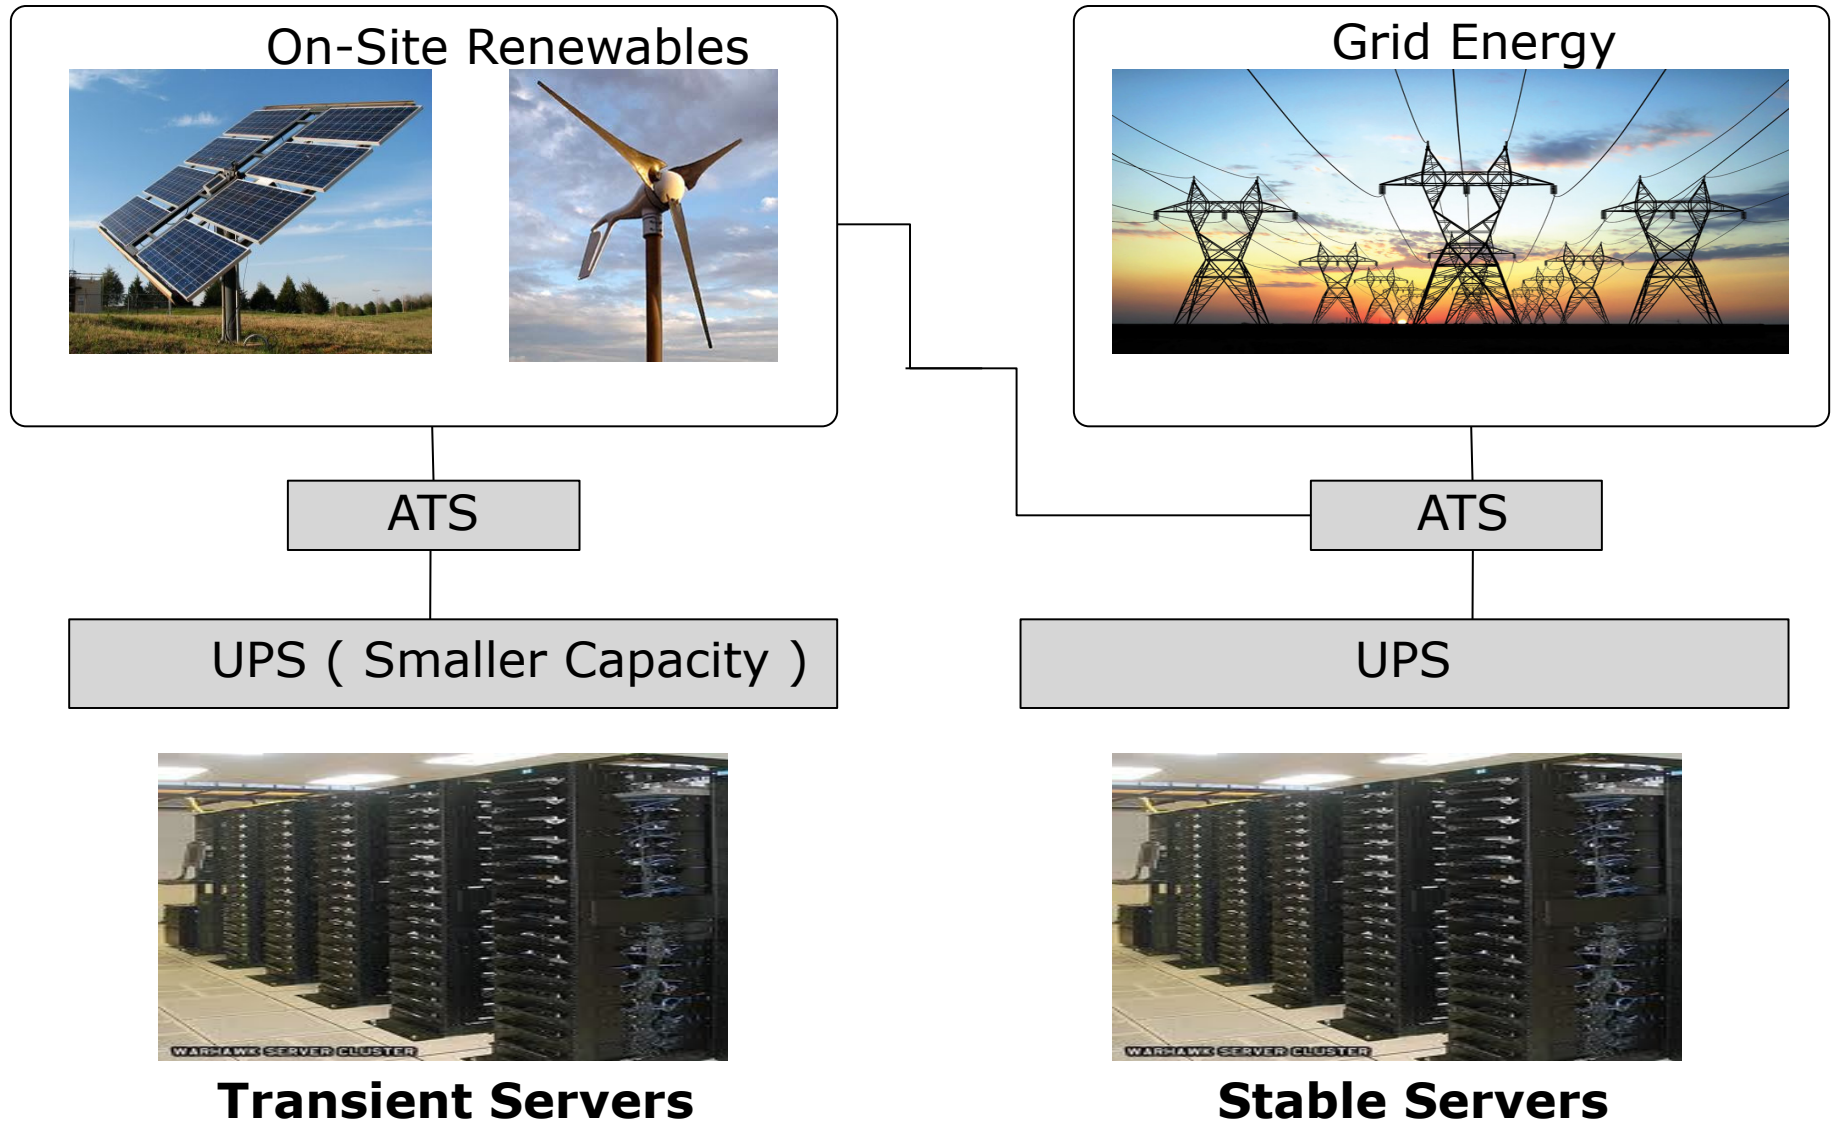 On-Site Renewables
Grid Energy
ATS
ATS
UPS ( Smaller Capacity )
UPS
WARHAWK SERVER CLUSTER
WARHAWK SERVER CLUSTER
Transient Servers
Stable Servers